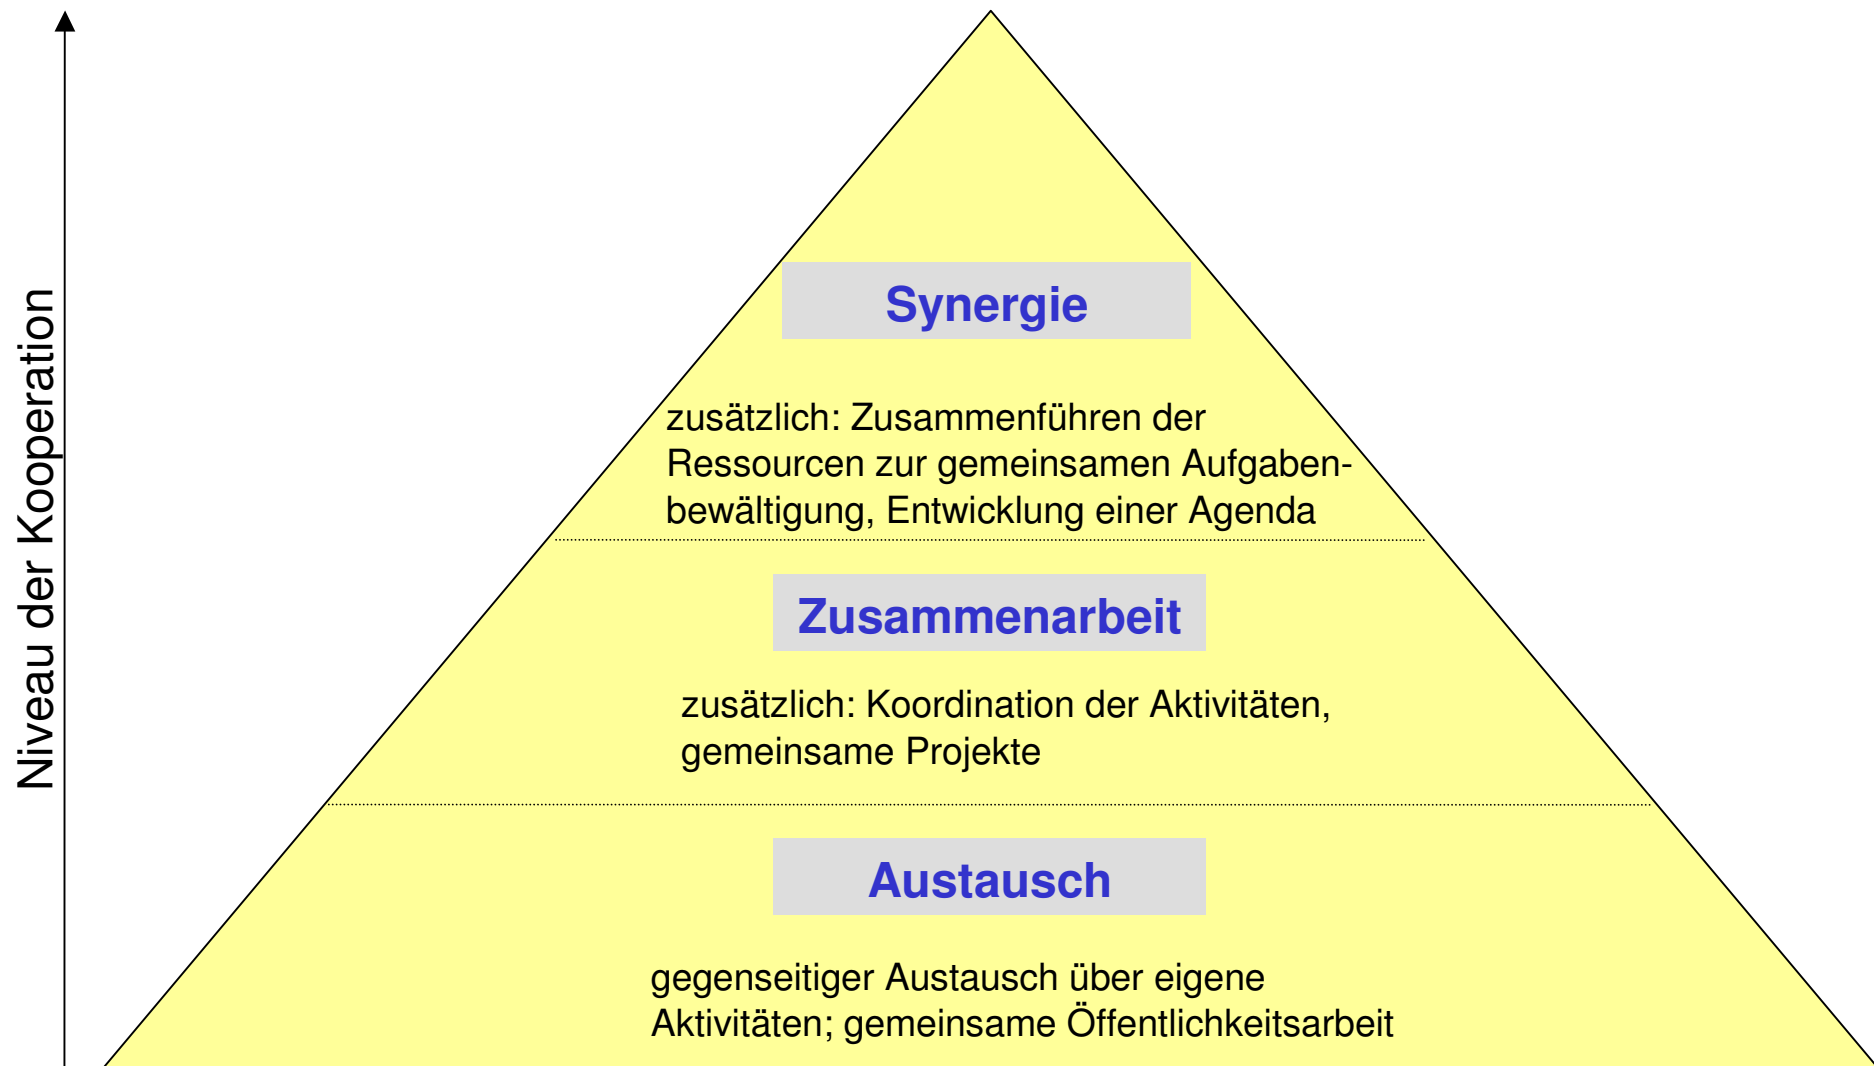 Niveau der Kooperation
Synergie
zusätzlich: Zusammenführen der
Ressourcen zur gemeinsamen Aufgaben-
bewältigung, Entwicklung einer Agenda
Zusammenarbeit
zusätzlich: Koordination der Aktivitäten,
gemeinsame Projekte
Austausch
gegenseitiger Austausch über eigene
Aktivitäten; gemeinsame Öffentlichkeitsarbeit